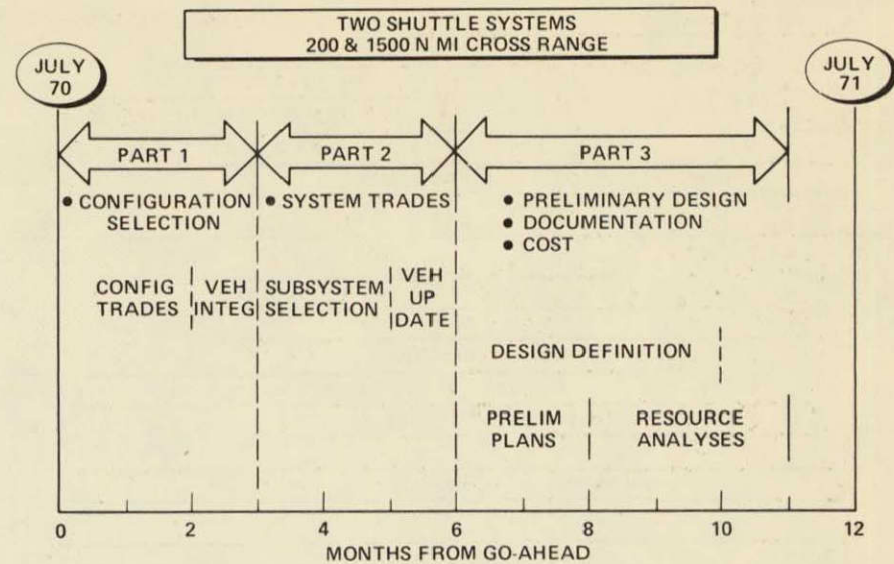 TWO SHUTTLE SYSTEMS
200 & 1500 N MI CROSS RANGE
JULY
70
JULY
71
PART 1
PART 2
PART 3
• CONFIGURATION
SELECTION
• SYSTEM TRADES
• PRELIMINARY DESIGN
• DOCUMENTATION
• COST
CONFIG
TRADES
VEH
INTEG
SUBSYSTEM
SELECTION
VEH
UP
DATE
DESIGN DEFINITION
PRELIM
PLANS
RESOURCE
ANALYSES
0 2 4 6 8 10 12
MONTHS FROM GO-AHEAD